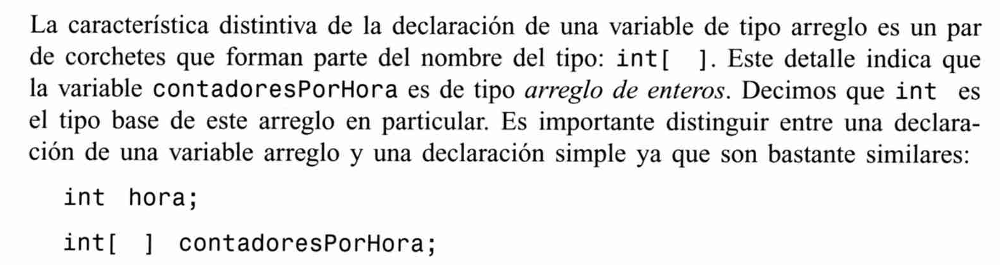 La característica distintiva de la declaración de una variable de tipo arreglo es un par
de corchetes que forman parte del nombre del tipo: int[  ]. Este detalle indica que
la variable contadoresPorHora es de tipo arreglo de enteros. Decimos que int es
el tipo base de este arreglo en particular. Es importante distinguir entre una declara-
ción de una variable arreglo y una declaración simple ya que son bastante similares:
int hora;
int[  ] contadoresPorHora;